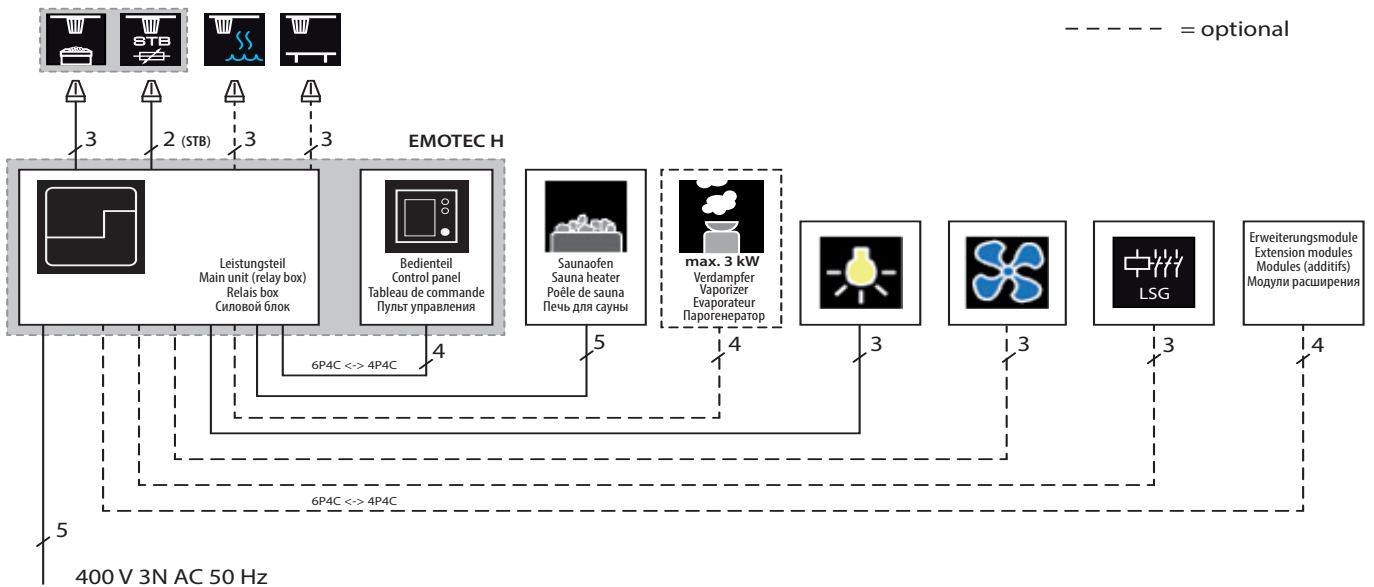 = optional
STB
3
2 (STB)
3
3
EMOTEC H
Leistungsteil
Main unit (relay box)
Relais box
Силовой блок
Bedienteil
Control panel
Tableau de commande
Пульт управления
Saunaofen
Sauna heater
Poêle de sauna
Печь для сауны
max. 3 kW
Verdampfer
Vaporizer
Evaporateur
Парогенератор
LSG
Erweiterungsmodule
Extension modules
Modules (additifs)
Модули расширения
4
5
4
3
3
3
4
6P4C <-> 4P4C
6P4C <-> 4P4C
5
400 V 3N AC 50 Hz